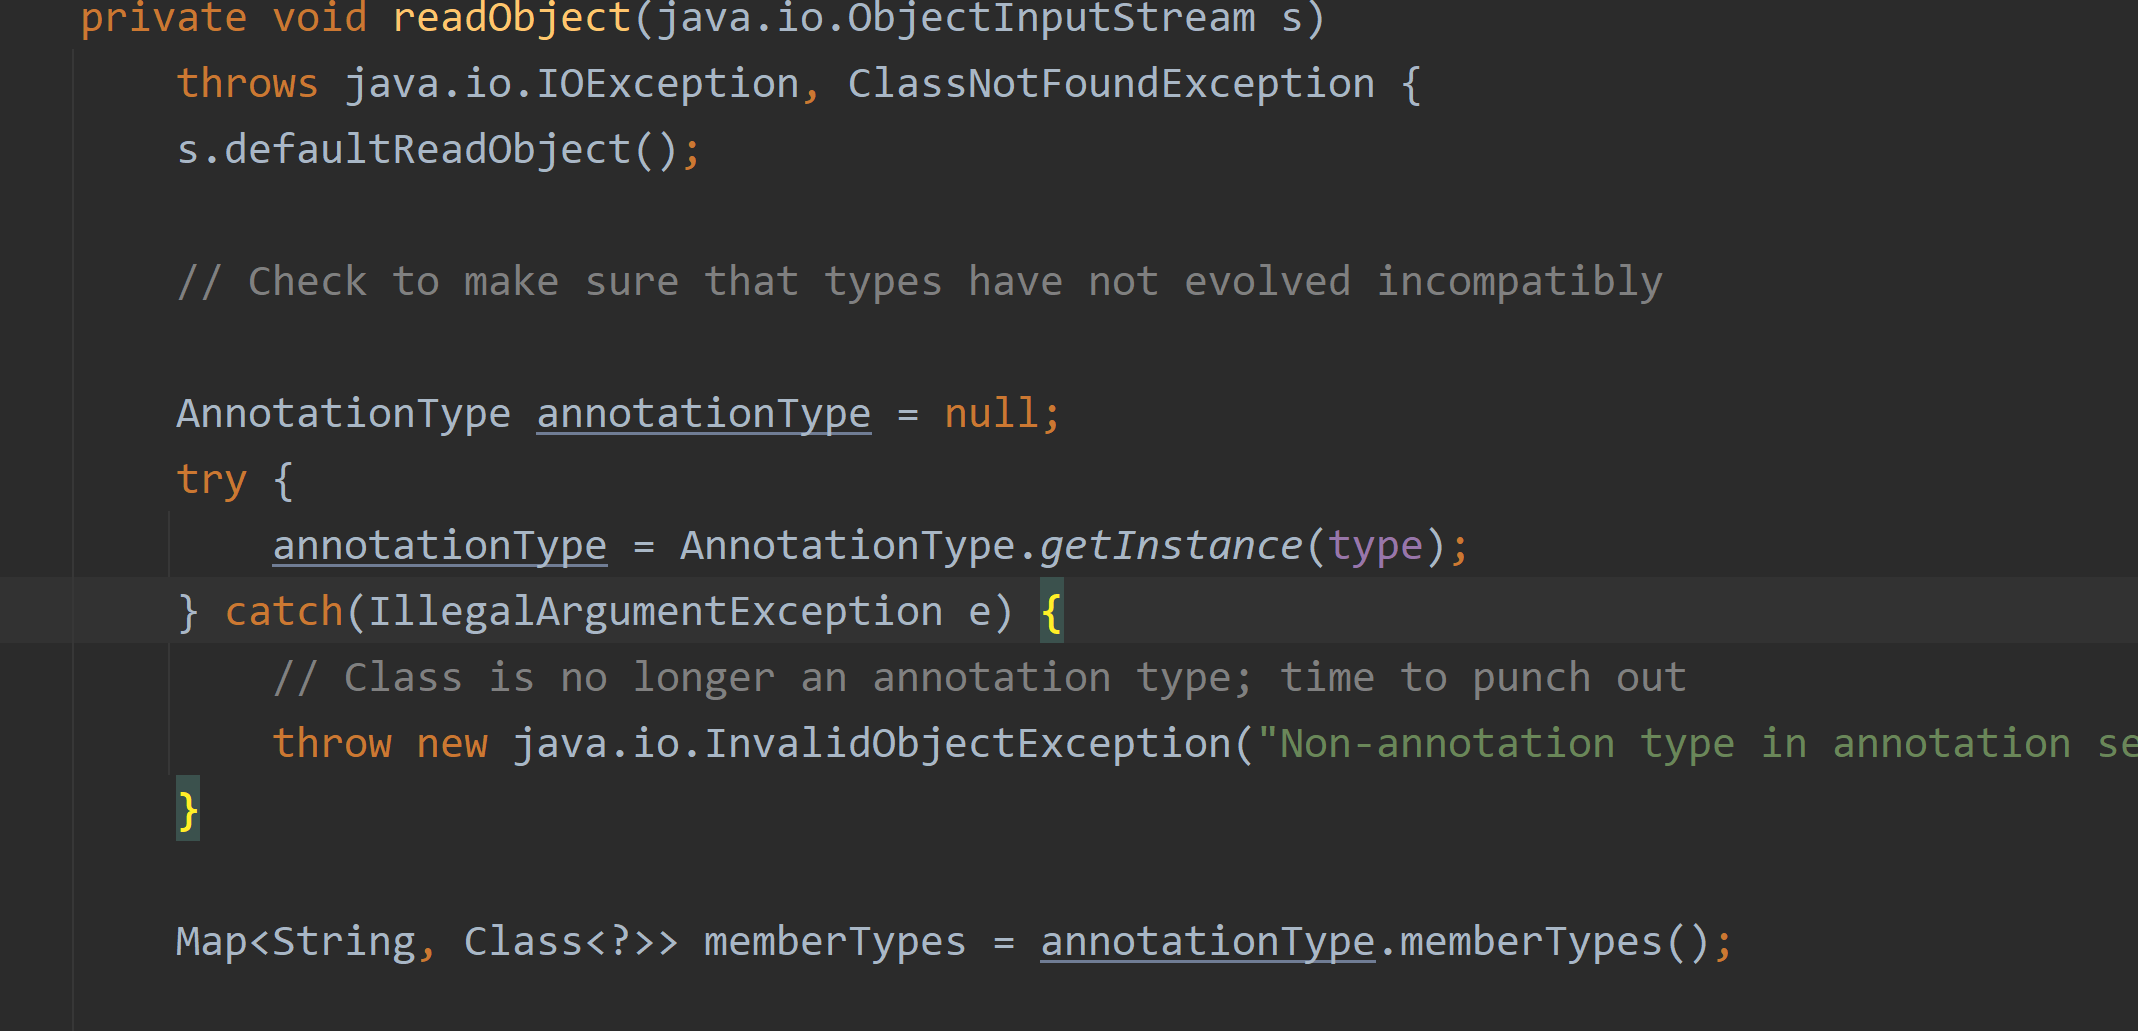 private void readObject(java.io.ObjectInputStream s)
throws java.io.IOException, ClassNotFoundException {
s.defaultReadObject();
// Check to make sure that types have not evolved incompatibly
AnnotationType annotationType = null;
try {
annotationType = AnnotationType.getInstance(type);
} catch(IllegalArgumentException e) {
// Class is no longer an annotation type; time to punch out
throw new java.io.InvalidObjectException("Non-annotation type in annotation se
}
Map<String, Class<?>> memberTypes = annotationType.memberTypes();